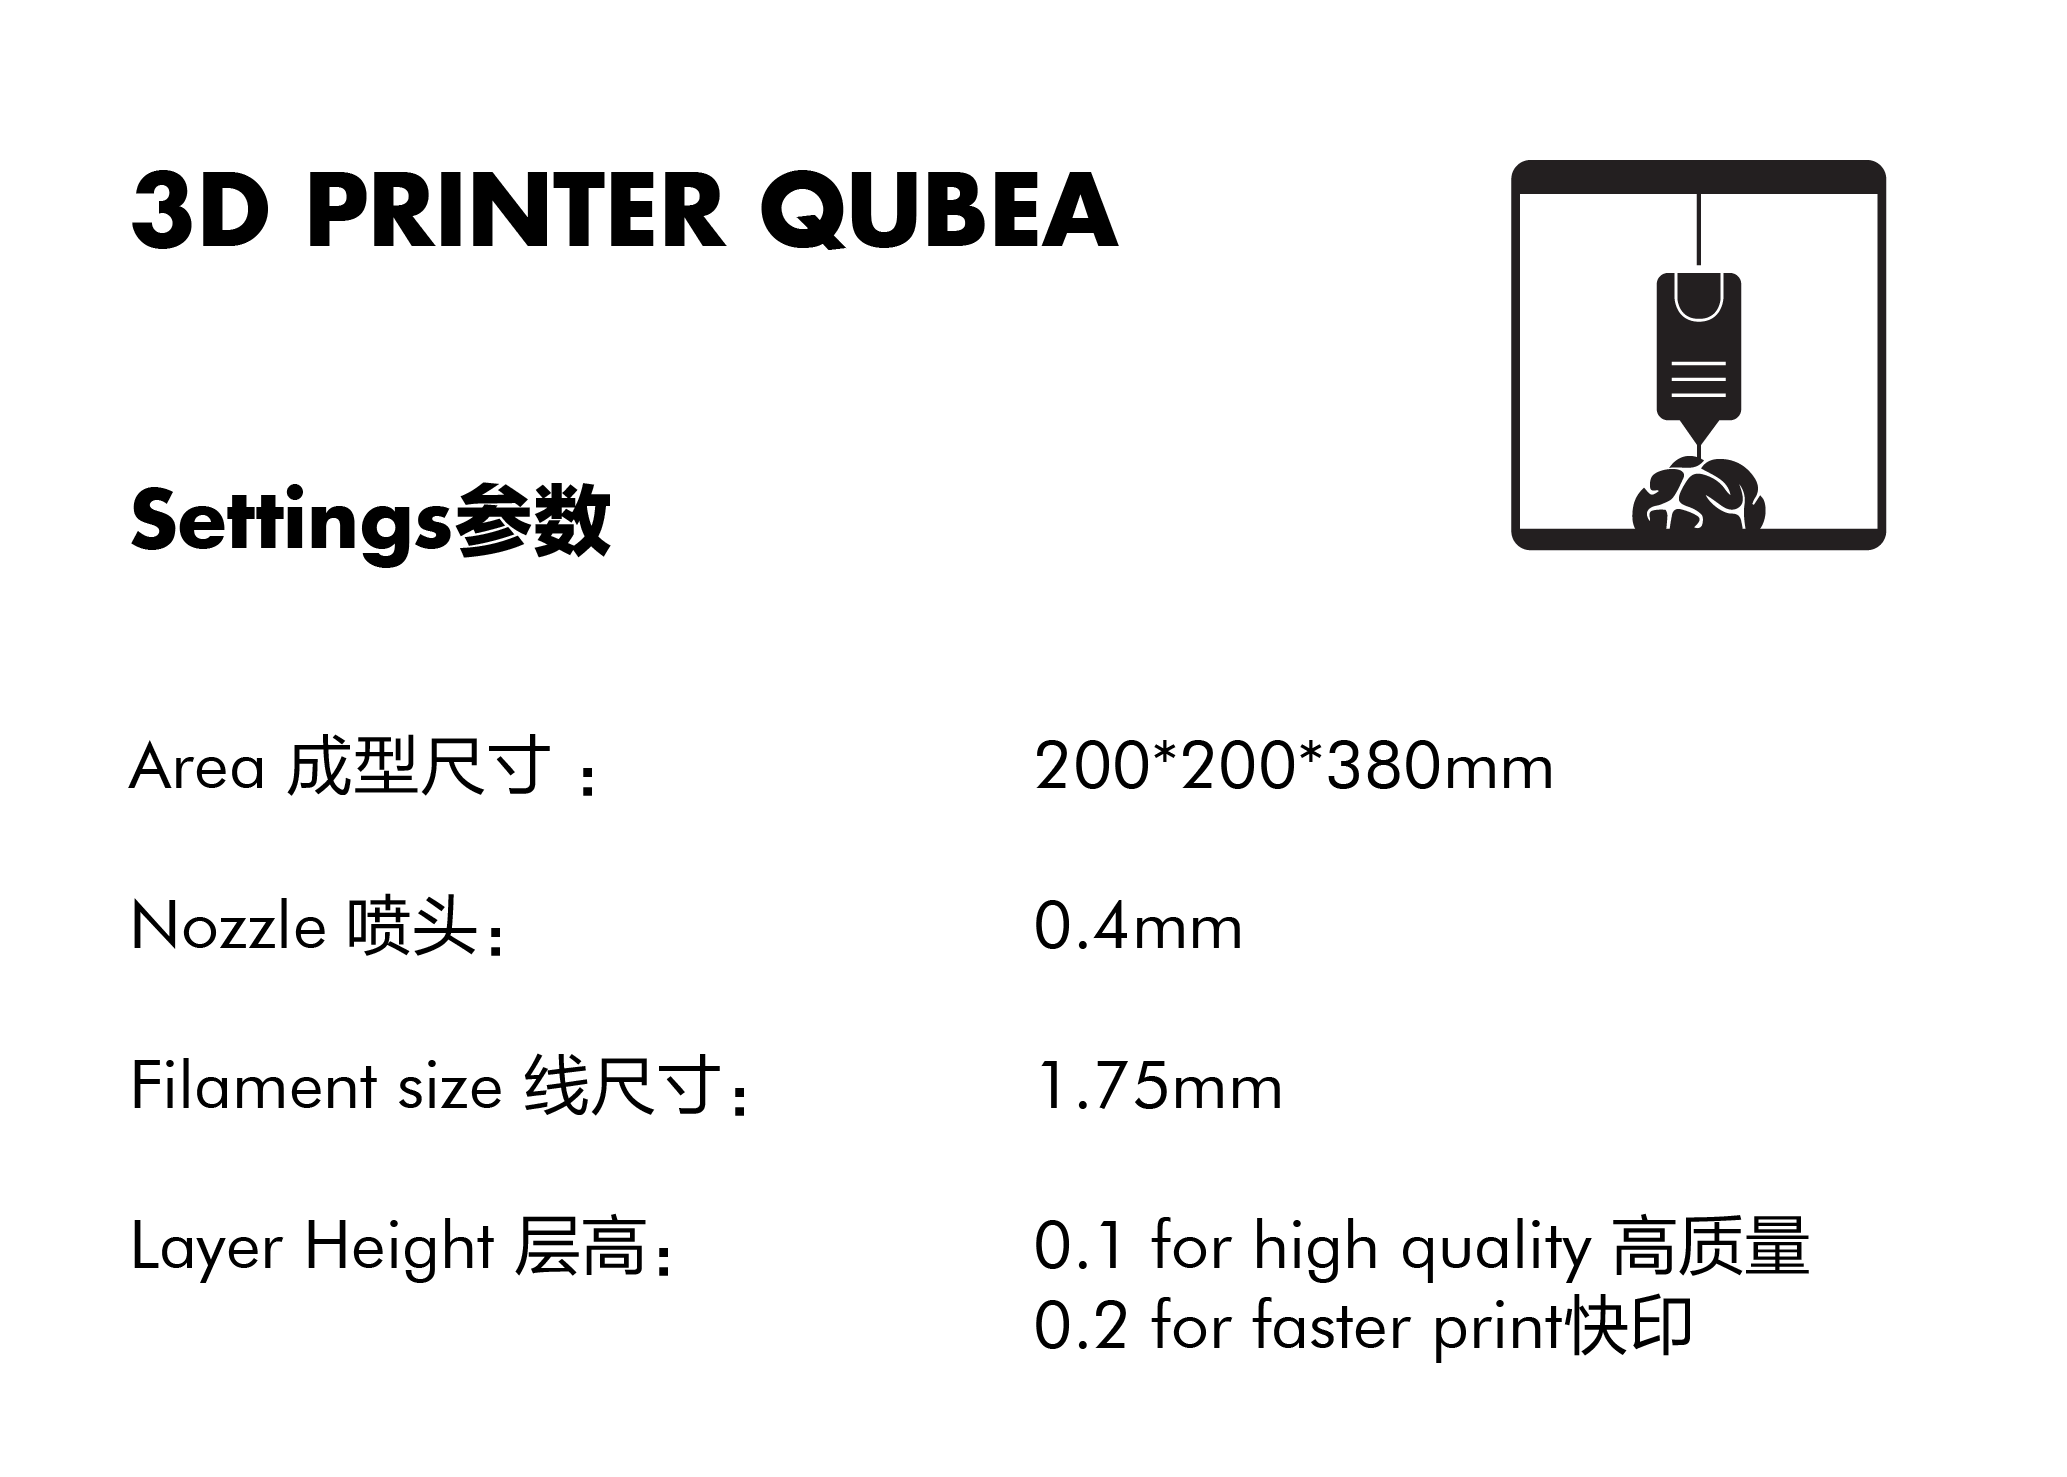 3D PRINTER QUBEA
Settings参数
Area 成型尺寸 : 200*200*380mm
Nozzle 喷头: 0.4mm
Filament size 线尺寸: 1.75mm
Layer Height 层高: 0.1 for high quality 高质量
0.2 for faster print快印